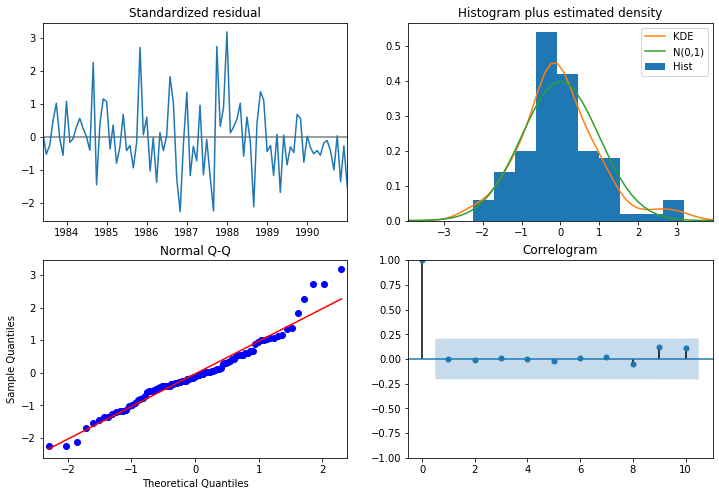 Standardized residual
3
2
1
0
−1
−2
1984 1985 1986 1987 1988 1989 1990
Histogram plus estimated density
KDE
N(0,1)
Hist
0.5
0.4
0.3
0.2
0.1
0.0
−3 −2 −1 0 1 2 3
Normal Q-Q
Sample Quantiles
3
2
1
0
−1
−2
−2 −1 0 1 2
Theoretical Quantiles
Correlogram
1.00
0.75
0.50
0.25
0.00
−0.25
−0.50
−0.75
−1.00
0 2 4 6 8 10